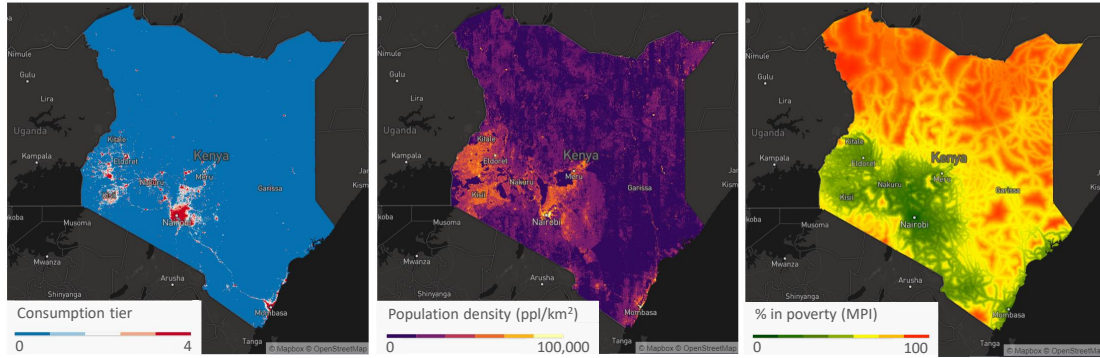 Nimule
Gulu
Lira
Uganda
Kampala
Kitale
Eldoret
Kenya
Meru
Nakuru
Garissa
Nairobi
Musoma
Mwanza
Arusha
Shinyanga
Mombasa
Tanga
Consumption tier
0 4
© Mapbox © OpenStreetMap
Nimule
Gulu
Lira
Uganda
Kampala
Kitale
Eldoret
Kenya
Meru
Kisii
Nakuru
Garissa
Nairobi
Musoma
Mwanza
Arusha
Mombasa
Tanga
Population density (ppl/km²)
0 100,000
© Mapbox © OpenStreetMap
Nimule
Gulu
Lira
Uganda
Kampala
Kitale
Eldoret
Kenya
Meru
Kisii
Nakuru
Garissa
Nairobi
Musoma
Mwanza
Arusha
Shinyanga
Mombasa
Tanga
% in poverty (MPI)
0 100
© Mapbox © OpenStreetMap